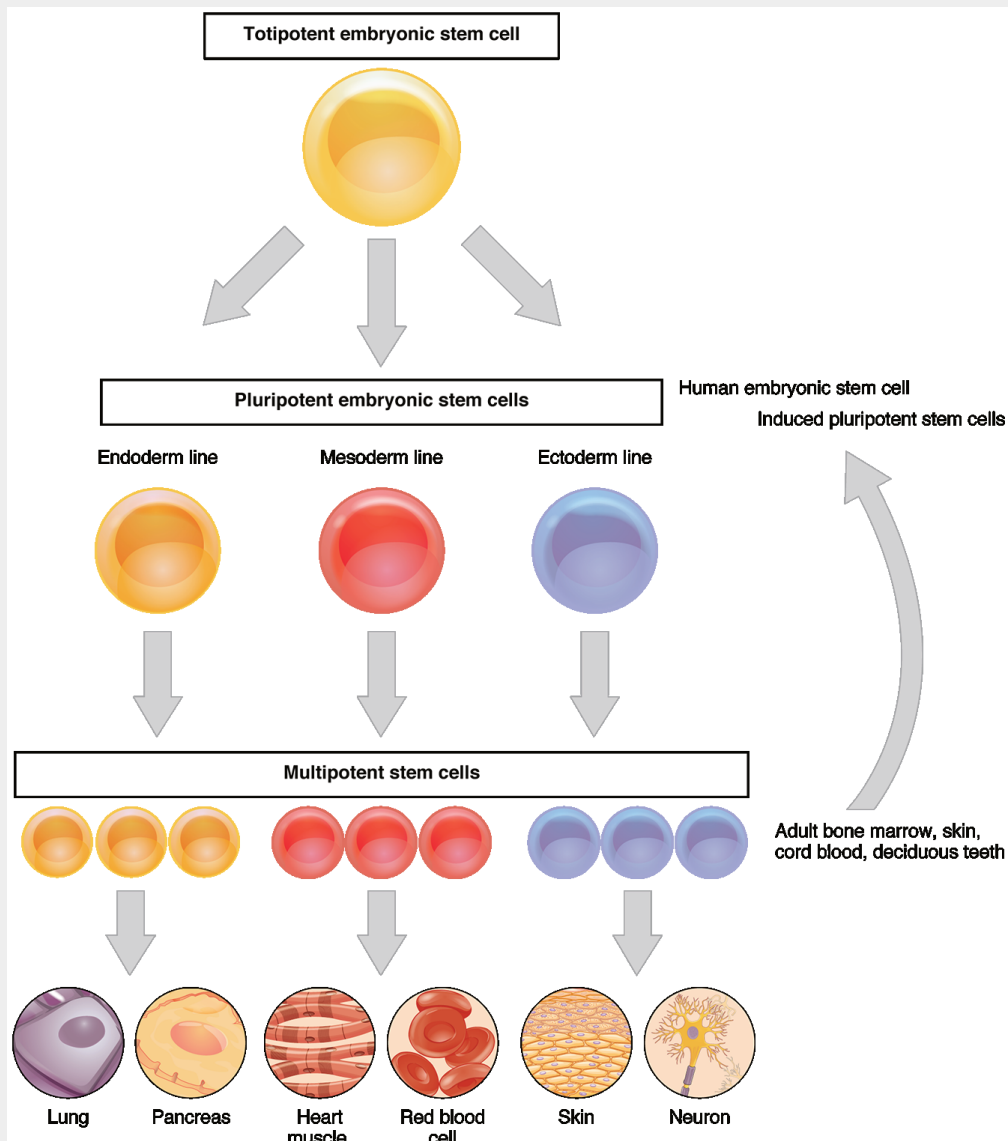 Totipotent embryonic stem cell
Pluripotent embryonic stem cells
Human embryonic stem cell
Induced pluripotent stem cells
Endoderm line
Mesoderm line
Ectoderm line
Multipotent stem cells
Adult bone marrow, skin,
cord blood, deciduous teeth
Lung
Pancreas
Heart
muscle
Red blood
cell
Skin
Neuron